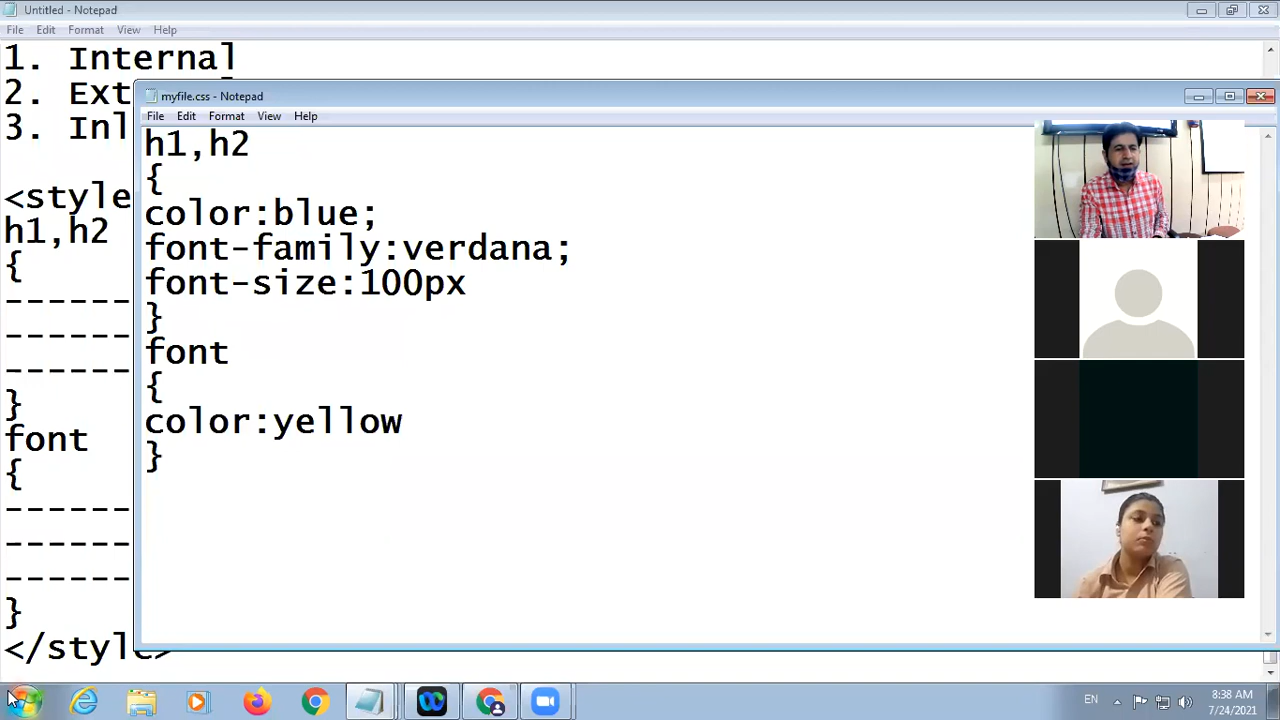 Untitled - Notepad
File Edit Format View Help
1. Internal
2. Ext
3. Inl
<style
h1,h2
{
------
------
------
}
font
{
------
------
------
}
</style>
myfile.css - Notepad
File Edit Format View Help
h1,h2
{
color:blue;
font-family:verdana;
font-size:100px
}
font
{
color:yellow
}
EN
8:38 AM
7/24/2021